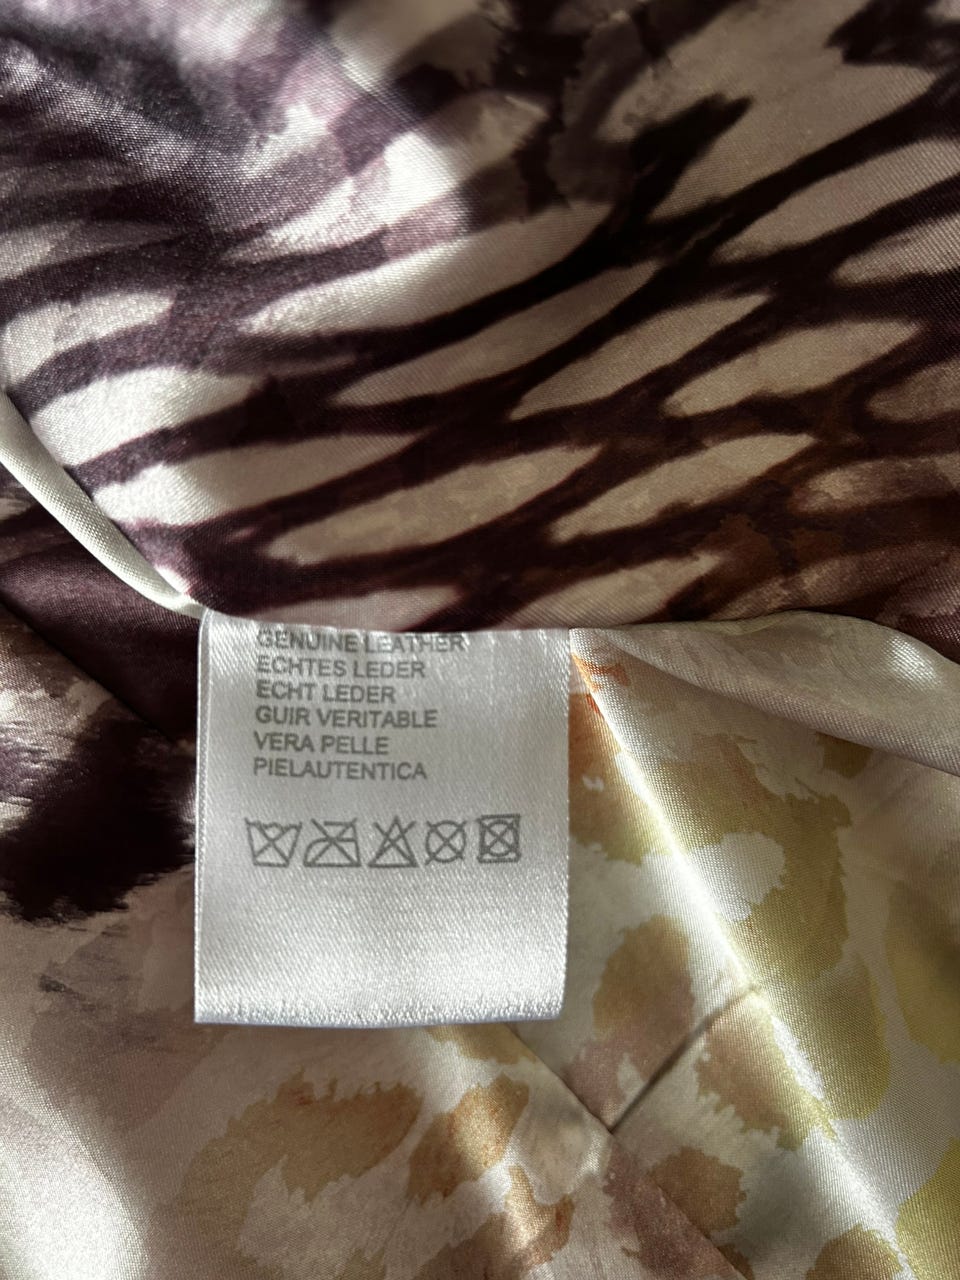 GENUINE LEATHER
ECHTES LEDER
ECHT LEDER
GUIR VERITABLE
VERA PELLE
PIELAUTENTICA